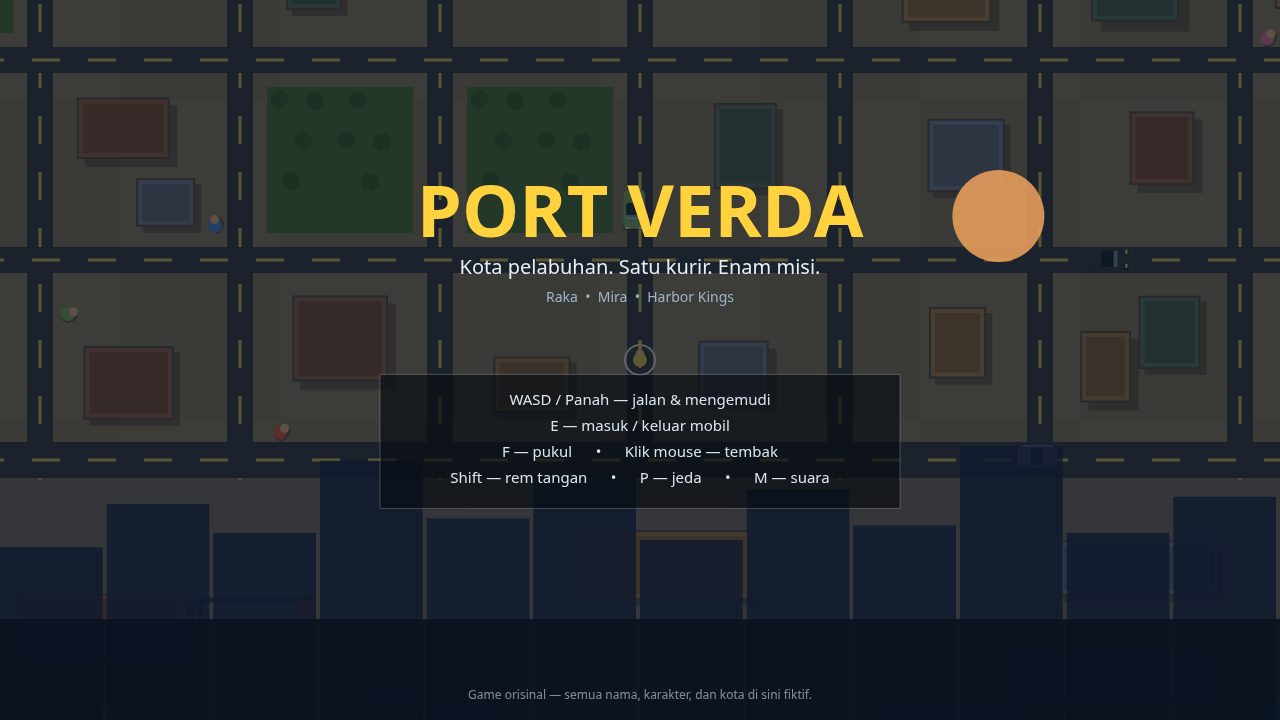 PORT VERDA
Kota pelabuhan. Satu kurir. Enam misi.
Raka • Mira • Harbor Kings
WASD / Panah — jalan & mengemudi
E — masuk / keluar mobil
F — pukul • Klik mouse — tembak
Shift — rem tangan • P — jeda • M — suara
Game orisinal — semua nama, karakter, dan kota di sini fiktif.